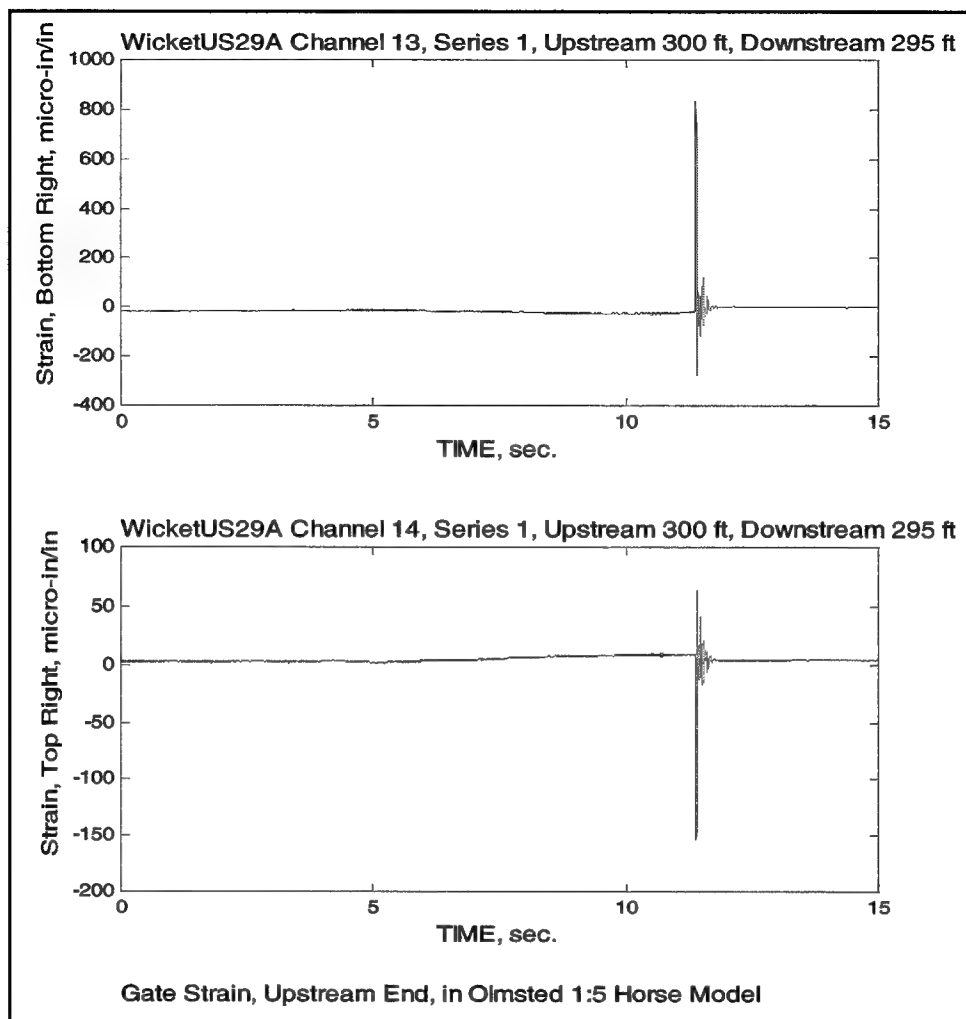 WicketUS29A Channel 13, Series 1, Upstream 300 ft, Downstream 295 ft
Strain, Bottom Right, micro-in/in
1000
800
600
400
200
0
-200
-400
0 5 10 15
TIME, sec.
WicketUS29A Channel 14, Series 1, Upstream 300 ft, Downstream 295 ft
Strain, Top Right, micro-in/in
100
50
0
-50
-100
-150
-200
0 5 10 15
TIME, sec.
Gate Strain, Upstream End, in Olmsted 1:5 Horse Model